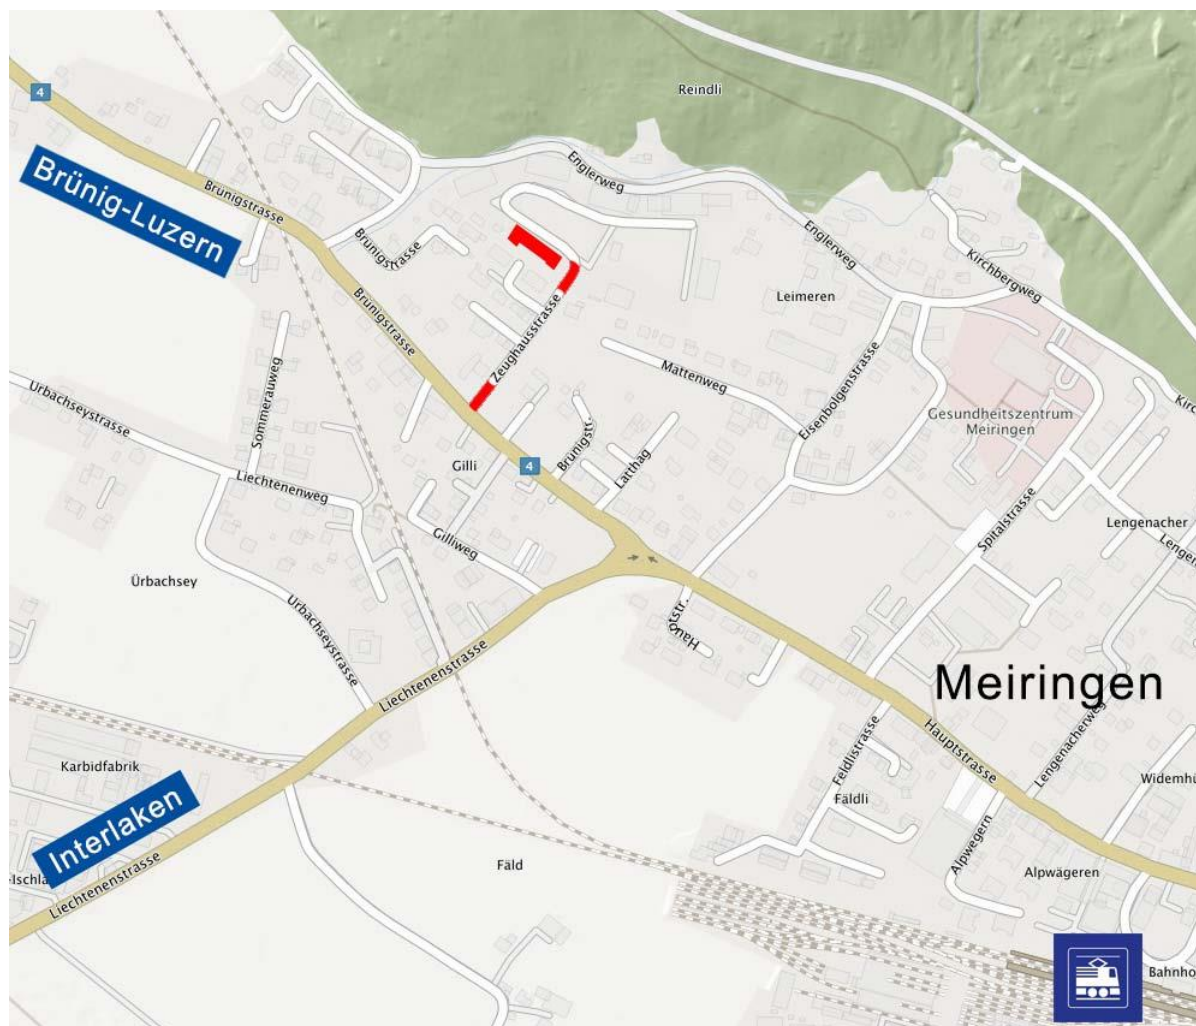 Reindli
4
Brünig-Luzern
Brünigstrasse
Englerweg
Brünigstrasse
Englerweg
Kirchbergweg
Leimeren
Brünigstrasse
Zeughausstrasse
Mattenweg
Eisenbolgenstrasse
Urbachseystrasse
Sommerauweg
Gesundheitszentrum
Meiringen
Gilli
4
Brünigstr.
Latthag
Liechtenenweg
Spitalstrasse
Lengenacher
Gilliweg
Ürbachsey
Urbachseystrasse
Hauptstr.
Liechtenenstrasse
Meiringen
Lengenacherweg
Hauptstrasse
Feldlistrasse
Karbidfabrik
Fäldli
Interlaken
Alpwegern
Fäld
Alpwägeren
Liechtenenstrasse